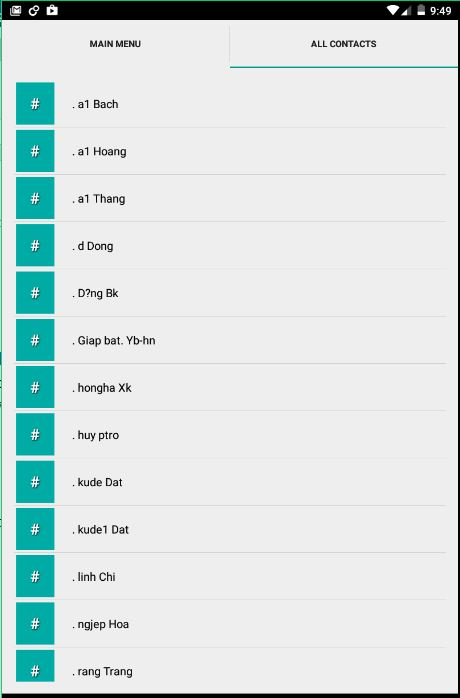 9:49
MAIN MENU
ALL CONTACTS
# . a1 Bach
# . a1 Hoang
# . a1 Thang
# . d Dong
# . D?ng Bk
# . Giap bat. Yb-hn
# . hongha Xk
# . huy ptro
# . kude Dat
# . kude1 Dat
# . linh Chi
# . ngjep Hoa
# . rang Trang